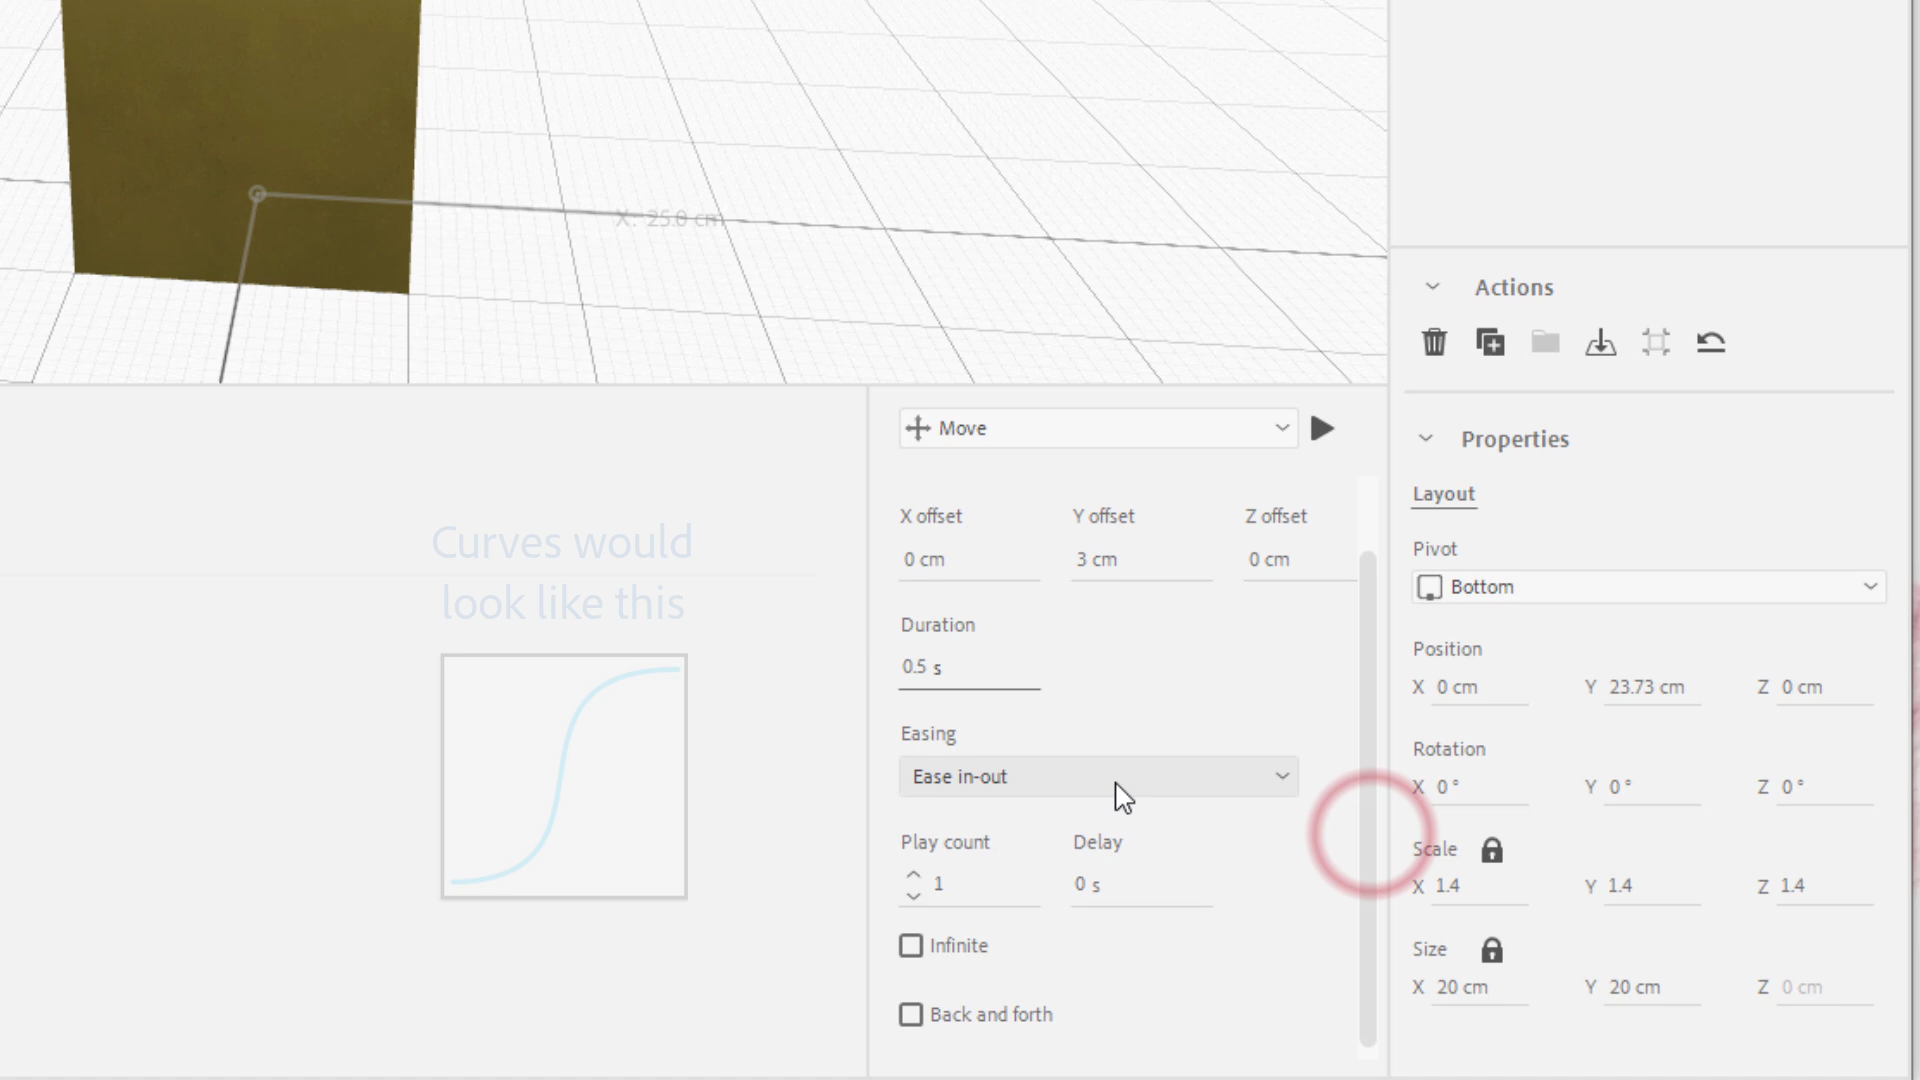 X: 25.0 cm
Actions
Move
Properties
Layout
X offset Y offset Z offset
0 cm 3 cm 0 cm
Pivot
Bottom
Curves would
look like this
Duration
0.5 s
Position
X 0 cm Y 23.73 cm Z 0 cm
Easing
Ease in-out
Rotation
X 0° Y 0° Z 0°
Play count Delay
1 0 s
Scale
X 1.4 Y 1.4 Z 1.4
Infinite
Size
X 20 cm Y 20 cm Z 0 cm
Back and forth